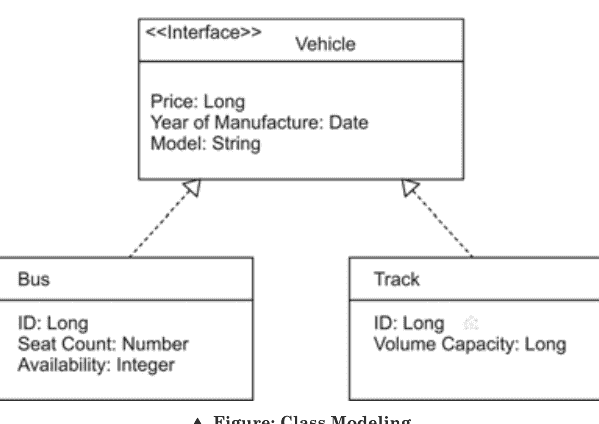 <<Interface>>
Vehicle
Price: Long
Year of Manufacture: Date
Model: String
Bus
ID: Long
Seat Count: Number
Availability: Integer
Track
ID: Long
Volume Capacity: Long
▲ Figure: Class Modeling